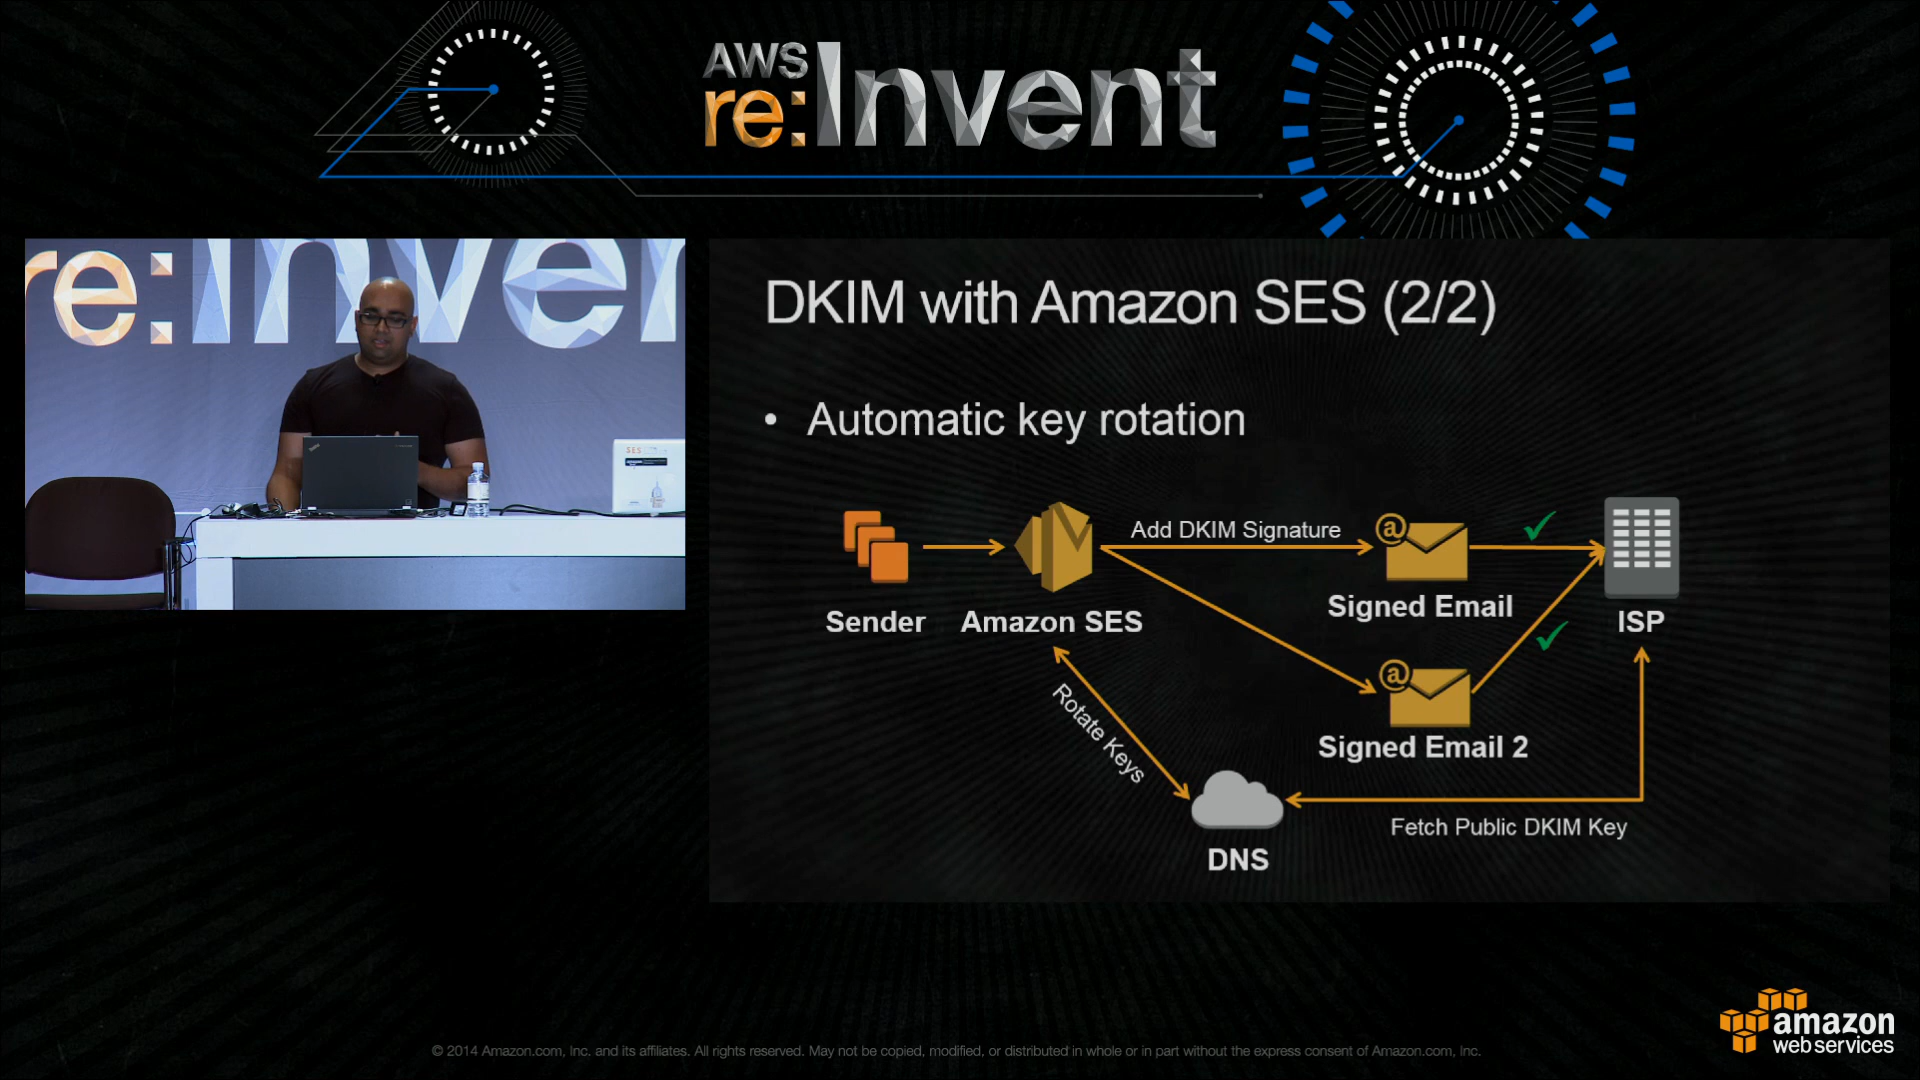 AWS
re:Invent
re:Inven
SES
DKIM with Amazon SES (2/2)
• Automatic key rotation
Add DKIM Signature
Sender
Amazon SES
Signed Email
ISP
Rotate Keys
Signed Email 2
Fetch Public DKIM Key
DNS
amazon
web services
© 2014 Amazon.com, Inc. and its affiliates. All rights reserved. May not be copied, modified, or distributed in whole or in part without the express consent of Amazon.com, Inc.